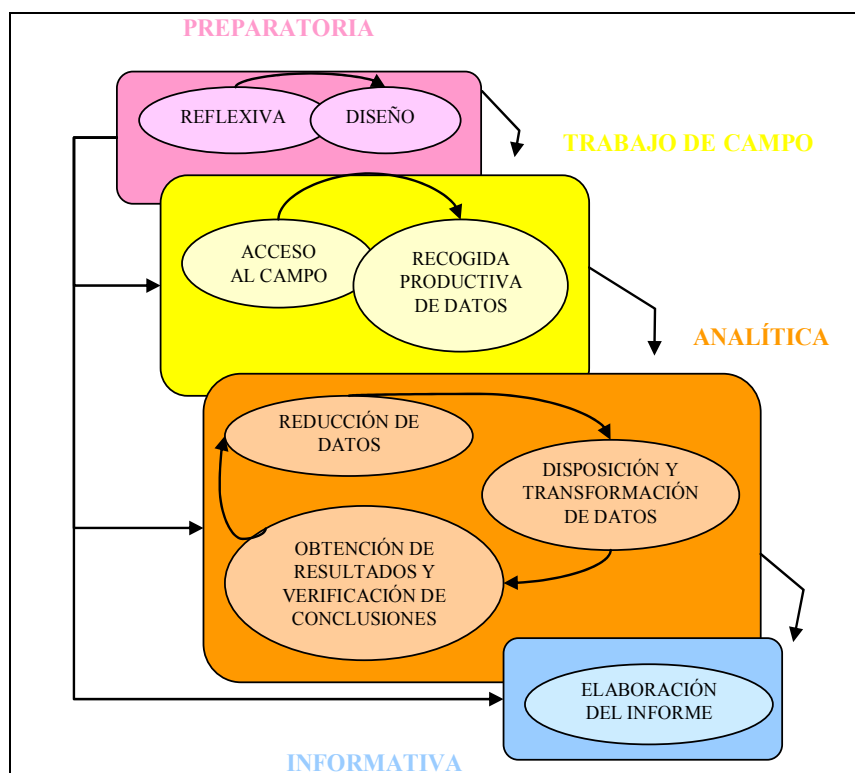 PREPARATORIA
REFLEXIVA
DISEÑO
TRABAJO DE CAMPO
ACCESO
AL CAMPO
RECOGIDA
PRODUCTIVA
DE DATOS
ANALÍTICA
REDUCCIÓN DE
DATOS
DISPOSICIÓN Y
TRANSFORMACIÓN
DE DATOS
OBTENCIÓN DE
RESULTADOS Y
VERIFICACIÓN DE
CONCLUSIONES
ELABORACIÓN
DEL INFORME
INFORMATIVA